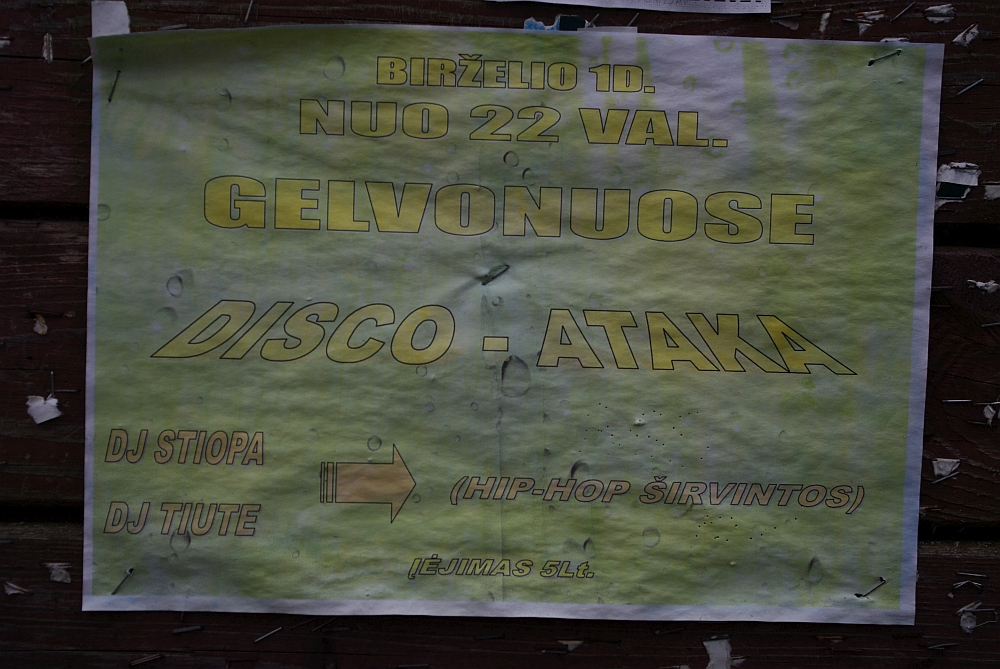 BIRŽELIO 1D.
NUO 22 VAL.
GELVONUOSE
DISCO - ATAKA
DJ STIOPA
DJ TIUTE
(HIP-HOP ŠIRVINTOS)
ĮĖJIMAS 5Lt.